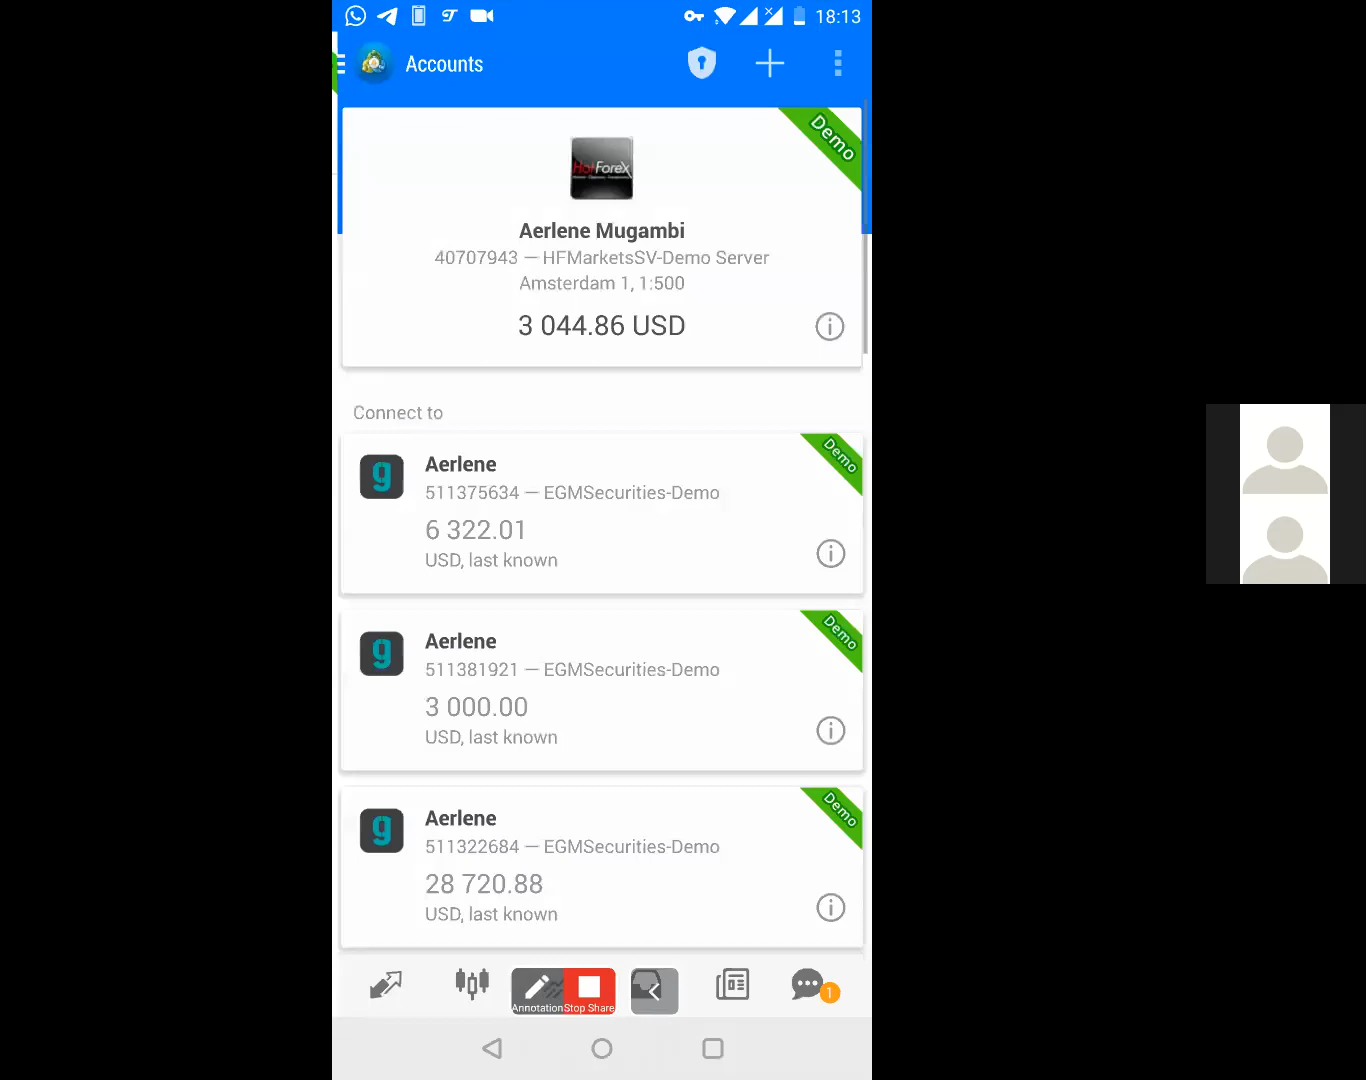 18:13
Accounts
Demo
HotForex
Aerlene Mugambi
40707943 — HFMarketsSV-Demo Server
Amsterdam 1, 1:500
3 044.86 USD
Connect to
Demo
g
Aerlene
511375634 — EGMSecurities-Demo
6 322.01
USD, last known
Demo
g
Aerlene
511381921 — EGMSecurities-Demo
3 000.00
USD, last known
Demo
g
Aerlene
511322684 — EGMSecurities-Demo
28 720.88
USD, last known
Annotation Stop Share
1